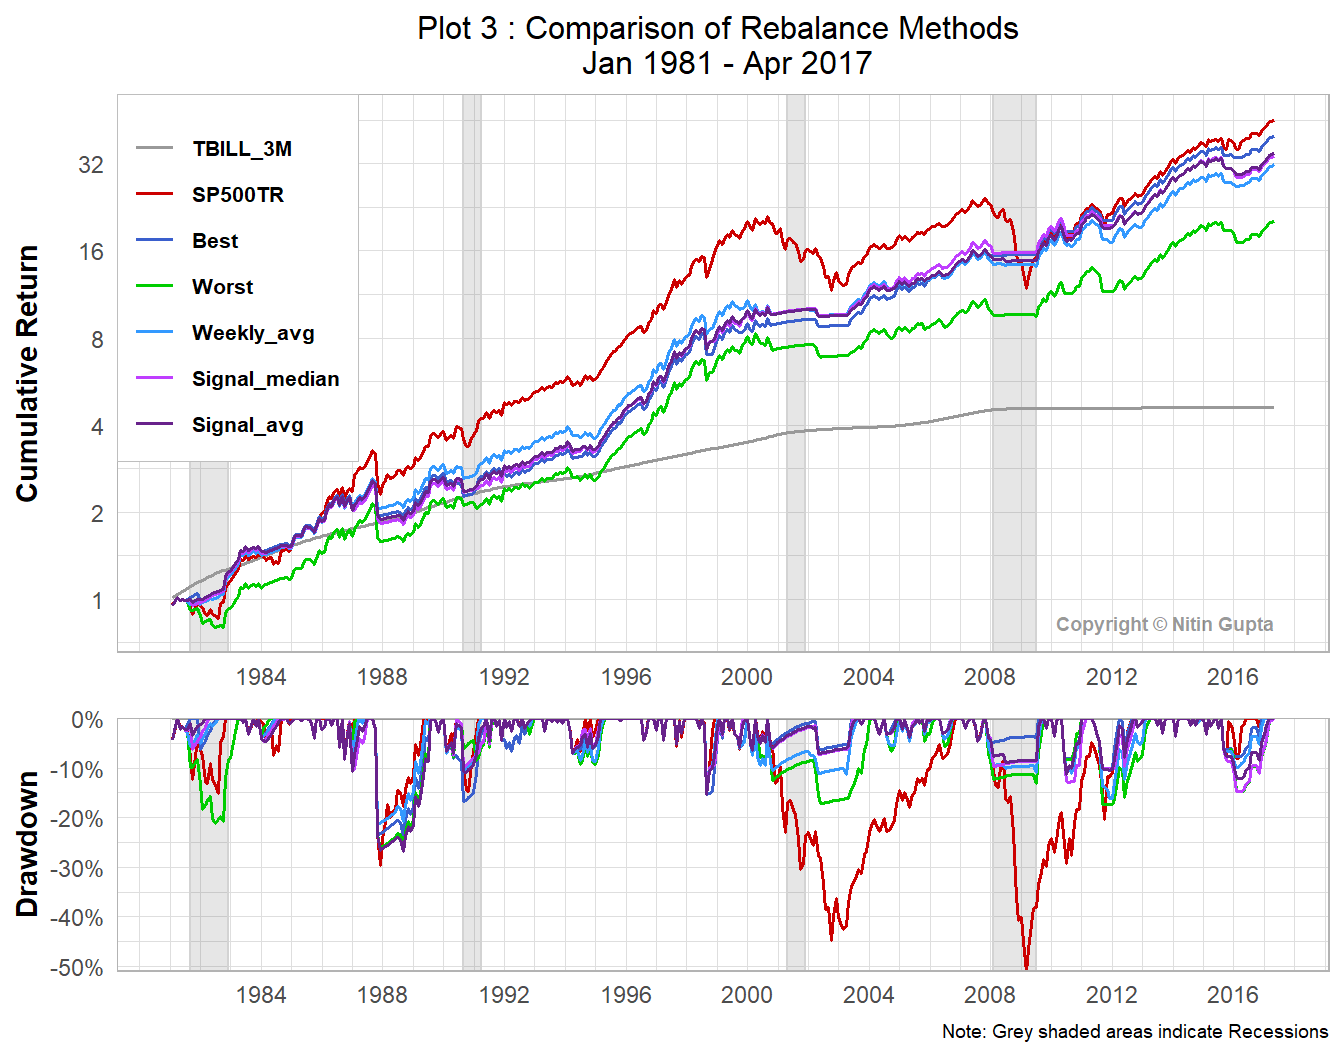 Plot 3 : Comparison of Rebalance Methods
Jan 1981 - Apr 2017
Cumulative Return
TBILL_3M
SP500TR
Best
Worst
Weekly_avg
Signal_median
Signal_avg
32
16
8
4
2
1
Copyright © Nitin Gupta
1984 1988 1992 1996 2000 2004 2008 2012 2016
Drawdown
0%
-10%
-20%
-30%
-40%
-50%
1984 1988 1992 1996 2000 2004 2008 2012 2016
Note: Grey shaded areas indicate Recessions